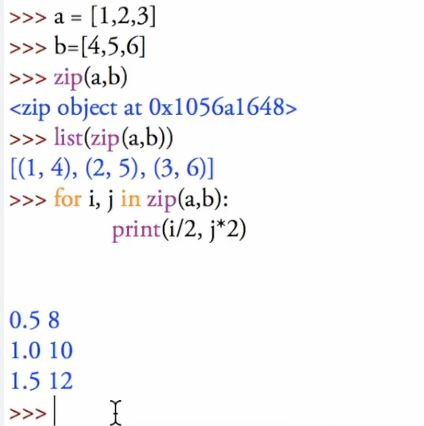 >>> a = [1,2,3]
>>> b=[4,5,6]
>>> zip(a,b)
<zip object at 0x1056a1648>
>>> list(zip(a,b))
[(1, 4), (2, 5), (3, 6)]
>>> for i, j in zip(a,b):
print(i/2, j*2)
0.5 8
1.0 10
1.5 12
>>>